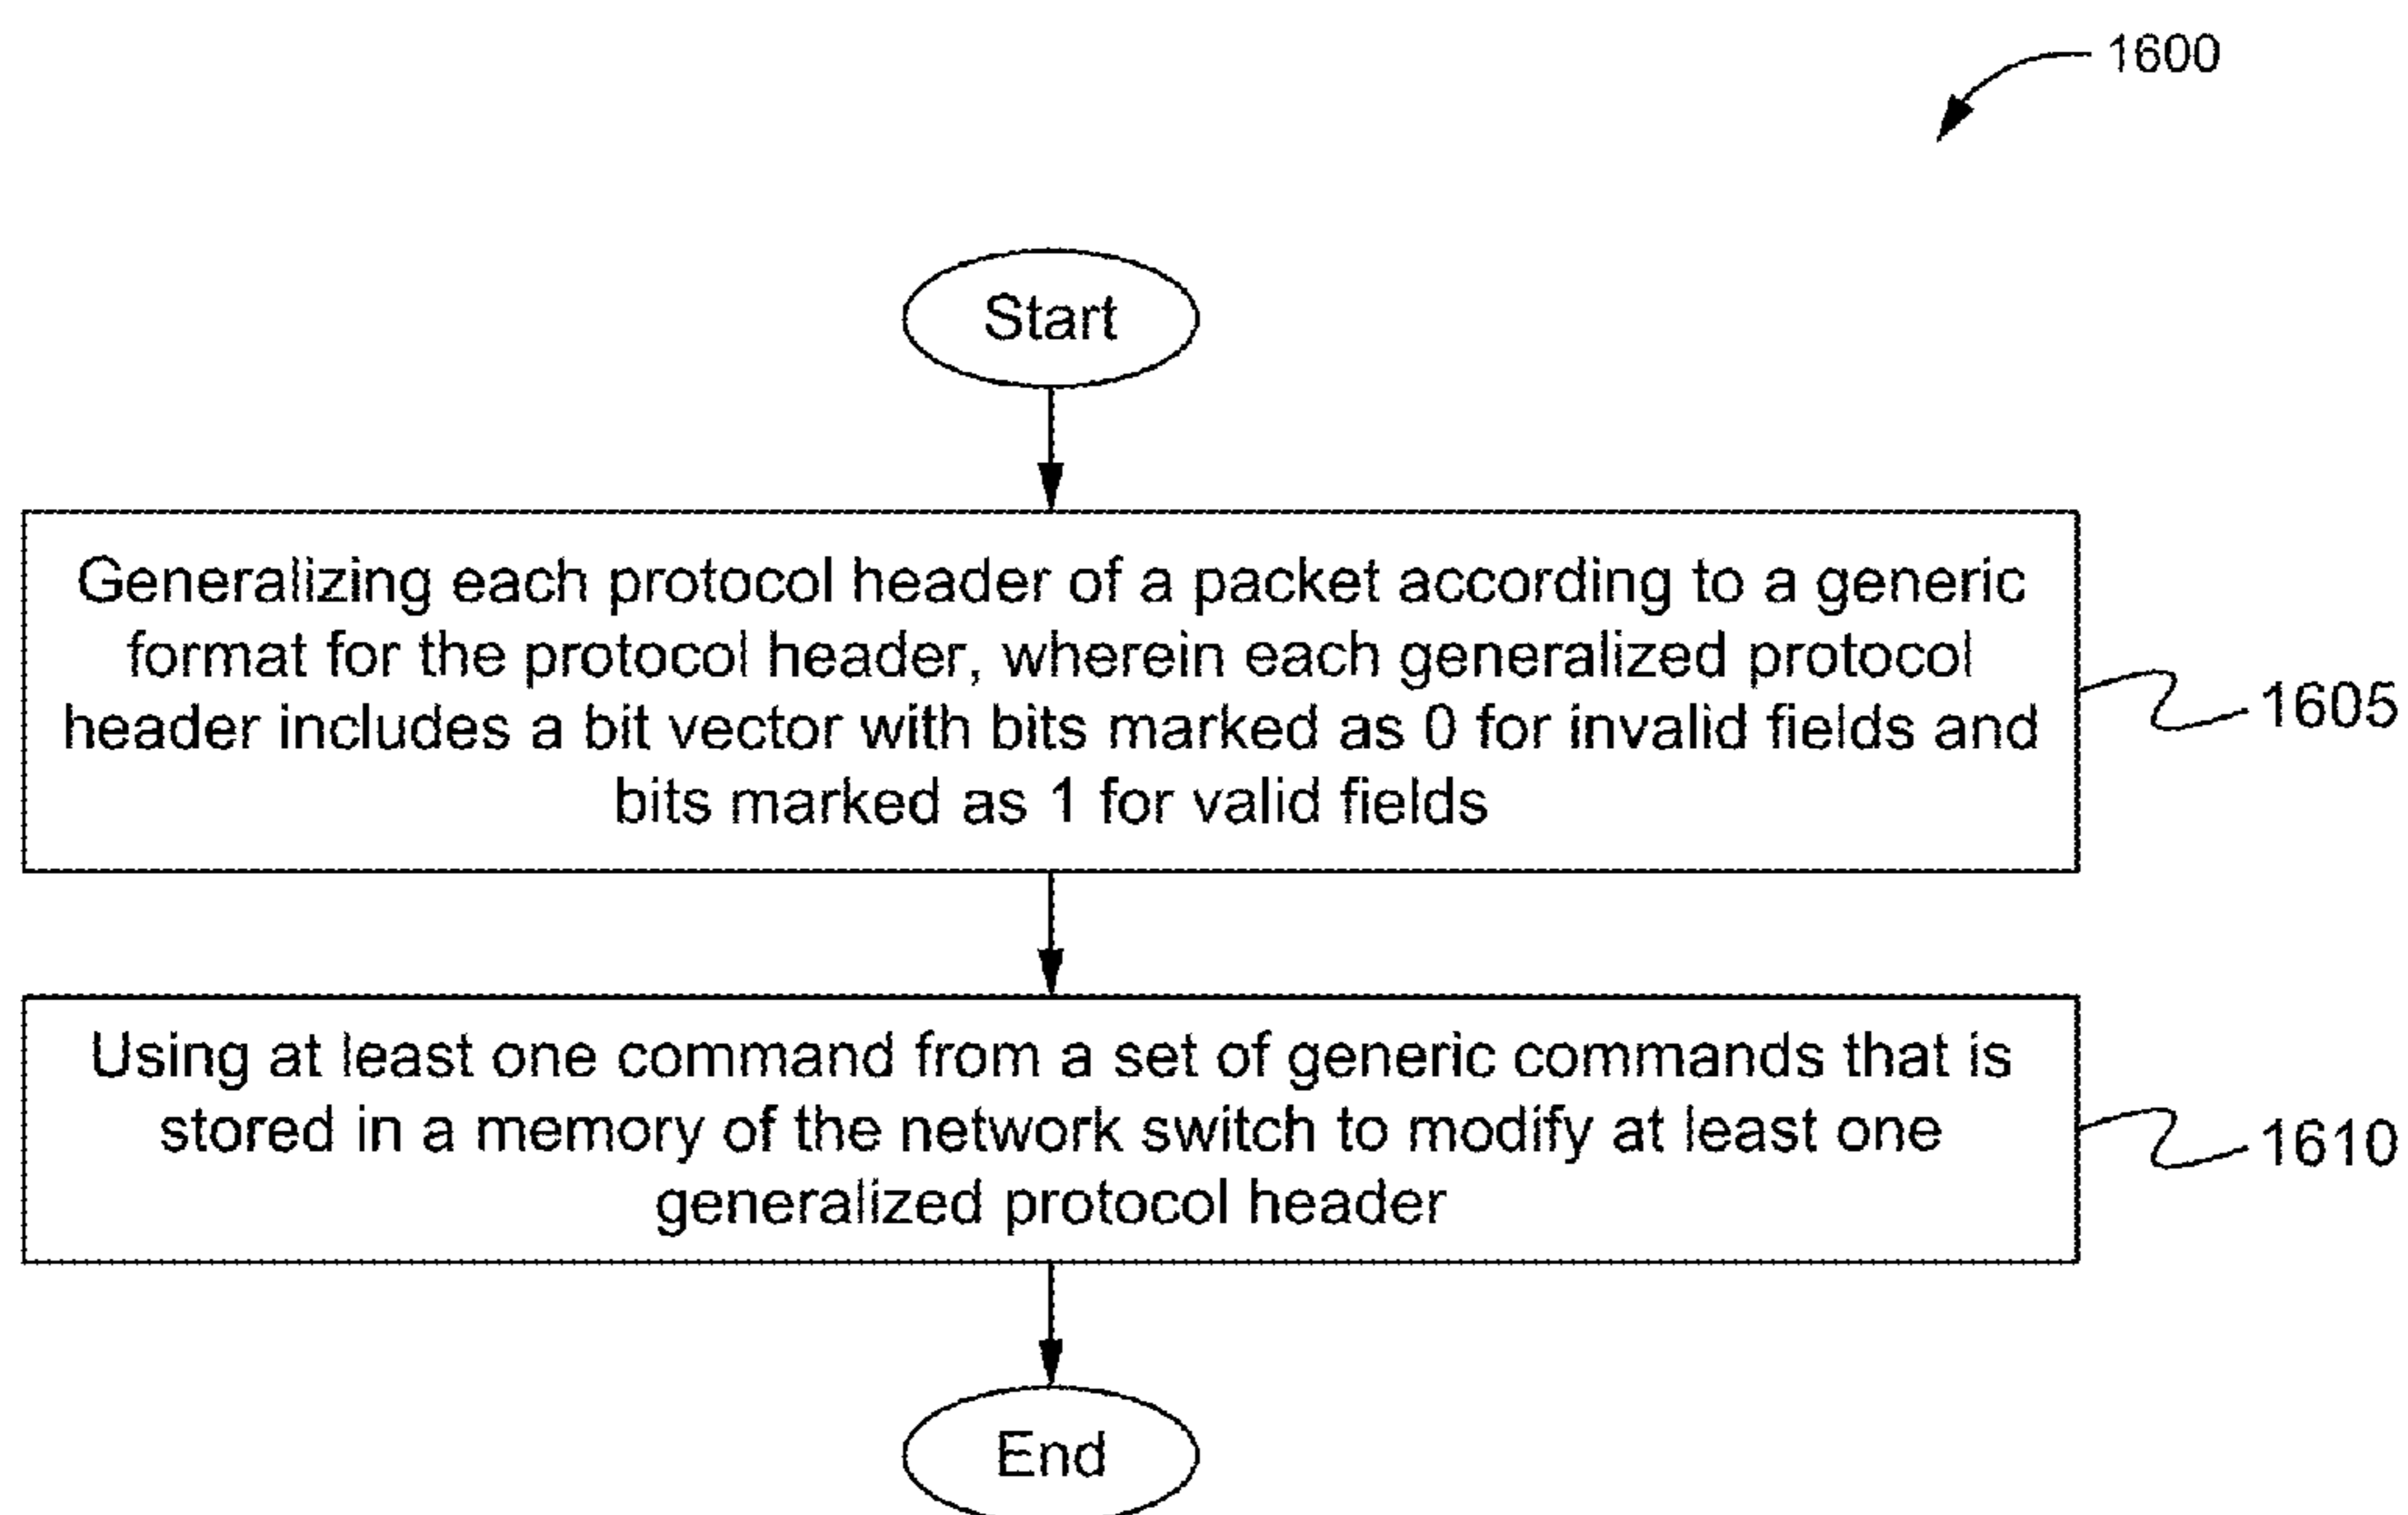 1600
Start
Generalizing each protocol header of a packet according to a generic
format for the protocol header, wherein each generalized protocol
header includes a bit vector with bits marked as 0 for invalid fields and
bits marked as 1 for valid fields
1605
Using at least one command from a set of generic commands that is
stored in a memory of the network switch to modify at least one
generalized protocol header
1610
End